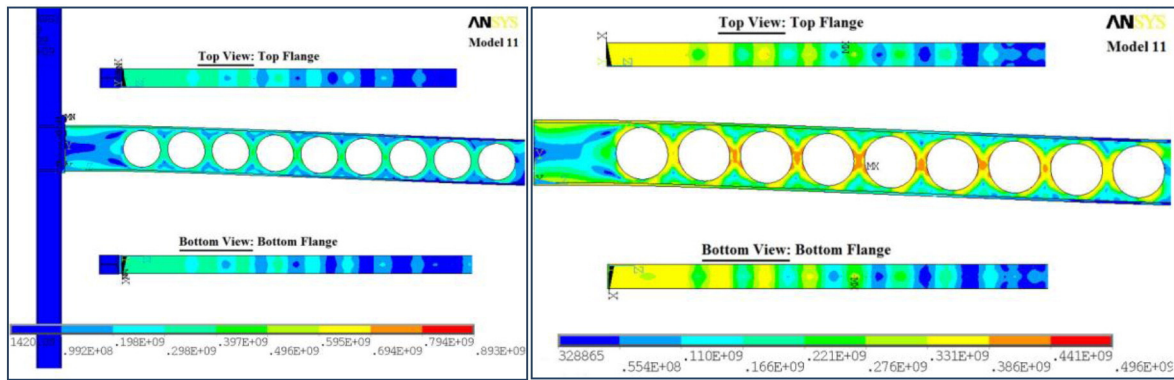 ANSYS
Model 11
Top View: Top Flange
MX
Bottom View: Bottom Flange
.198E+09 .397E+09 .595E+09 .794E+09
.992E+08 .298E+09 .496E+09 .694E+09 .893E+09
ANSYS
Model 11
Top View: Top Flange
X
Z
MX
Bottom View: Bottom Flange
Z
X
328865 .110E+09 .221E+09 .331E+09 .441E+09
.554E+08 .166E+09 .276E+09 .386E+09 .496E+09